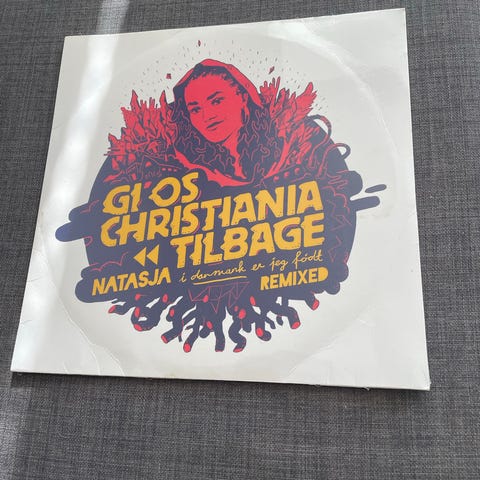 GI OS
CHRISTIANIA
TILBAGE
NATASJA i danmark er jeg født REMIXED